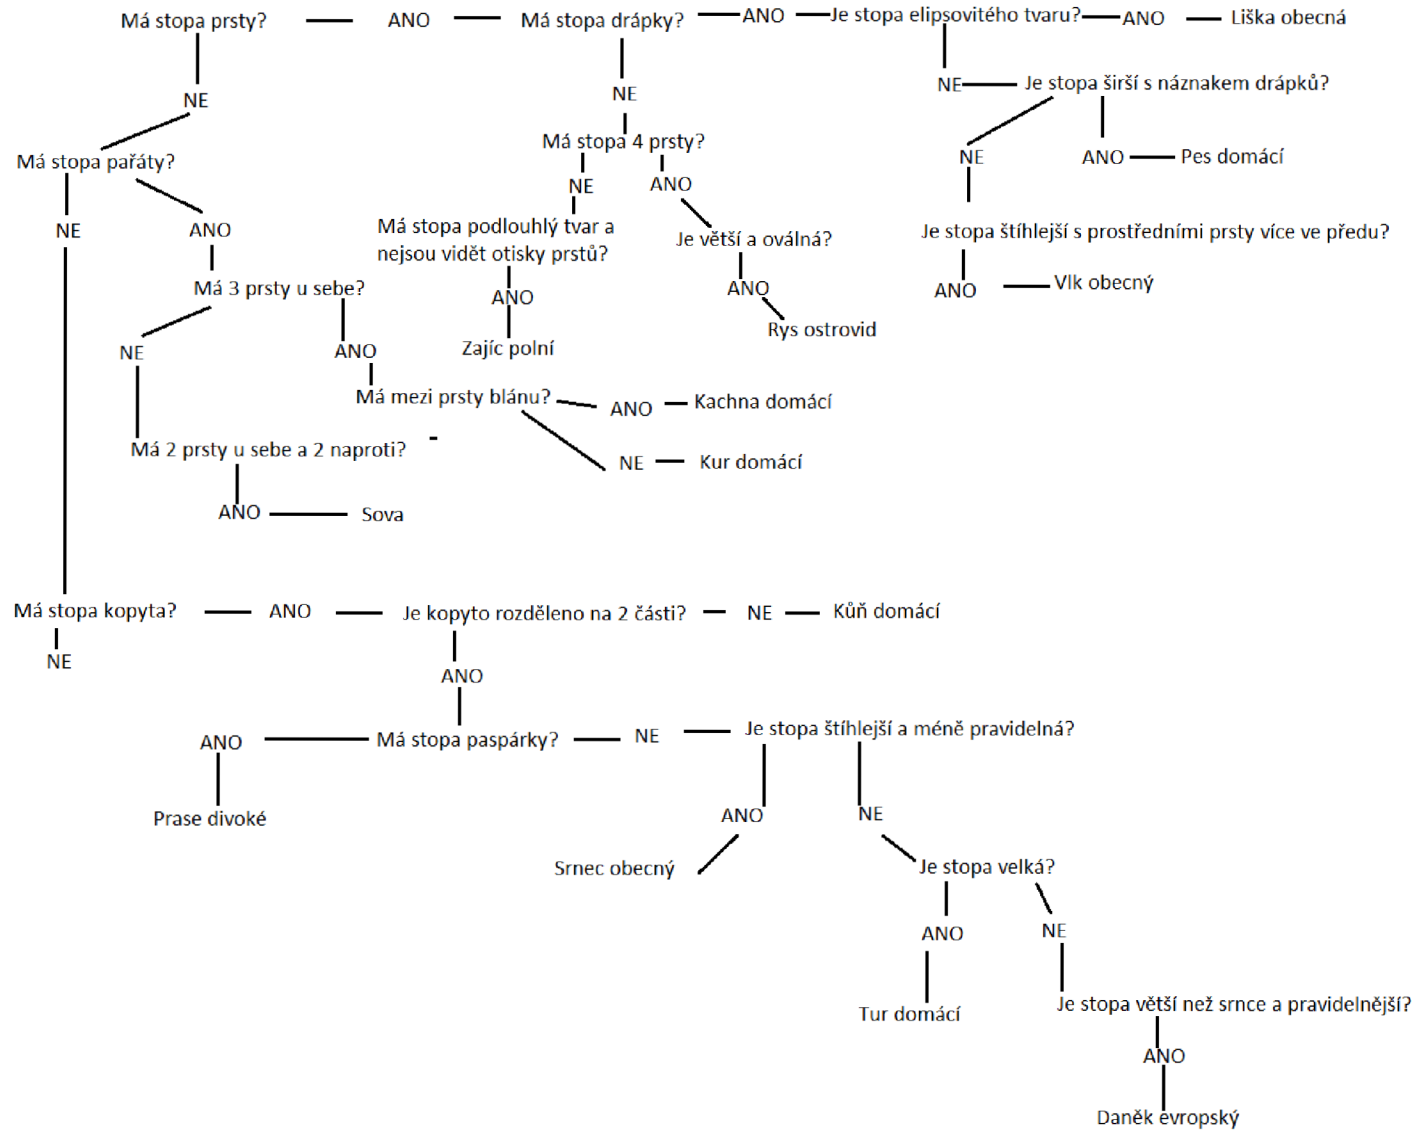 Má stopa prsty?
ANO
Má stopa drápky?
ANO
Je stopa elipsovitého tvaru?
ANO
Liška obecná
NE
Je stopa širší s náznakem drápků?
NE
ANO
Pes domácí
Je stopa štíhlejší s prostředními prsty více ve předu?
ANO
Vlk obecný
NE
Má stopa 4 prsty?
NE
ANO
Má stopa podlouhlý tvar a
nejsou vidět otisky prstů?
ANO
Zajíc polní
Je větší a oválná?
ANO
Rys ostrovid
NE
Má stopa pařáty?
NE
ANO
Má 3 prsty u sebe?
NE
ANO
Má mezi prsty blánu?
ANO
Kachna domácí
NE
Kur domácí
Má 2 prsty u sebe a 2 naproti?
ANO
Sova
Má stopa kopyta?
ANO
Je kopyto rozděleno na 2 části?
NE
Kůň domácí
NE
ANO
Má stopa paspárky?
ANO
Prase divoké
NE
Je stopa štíhlejší a méně pravidelná?
ANO
Srnec obecný
NE
Je stopa velká?
ANO
Tur domácí
NE
Je stopa větší než srnce a pravidelnější?
ANO
Daněk evropský